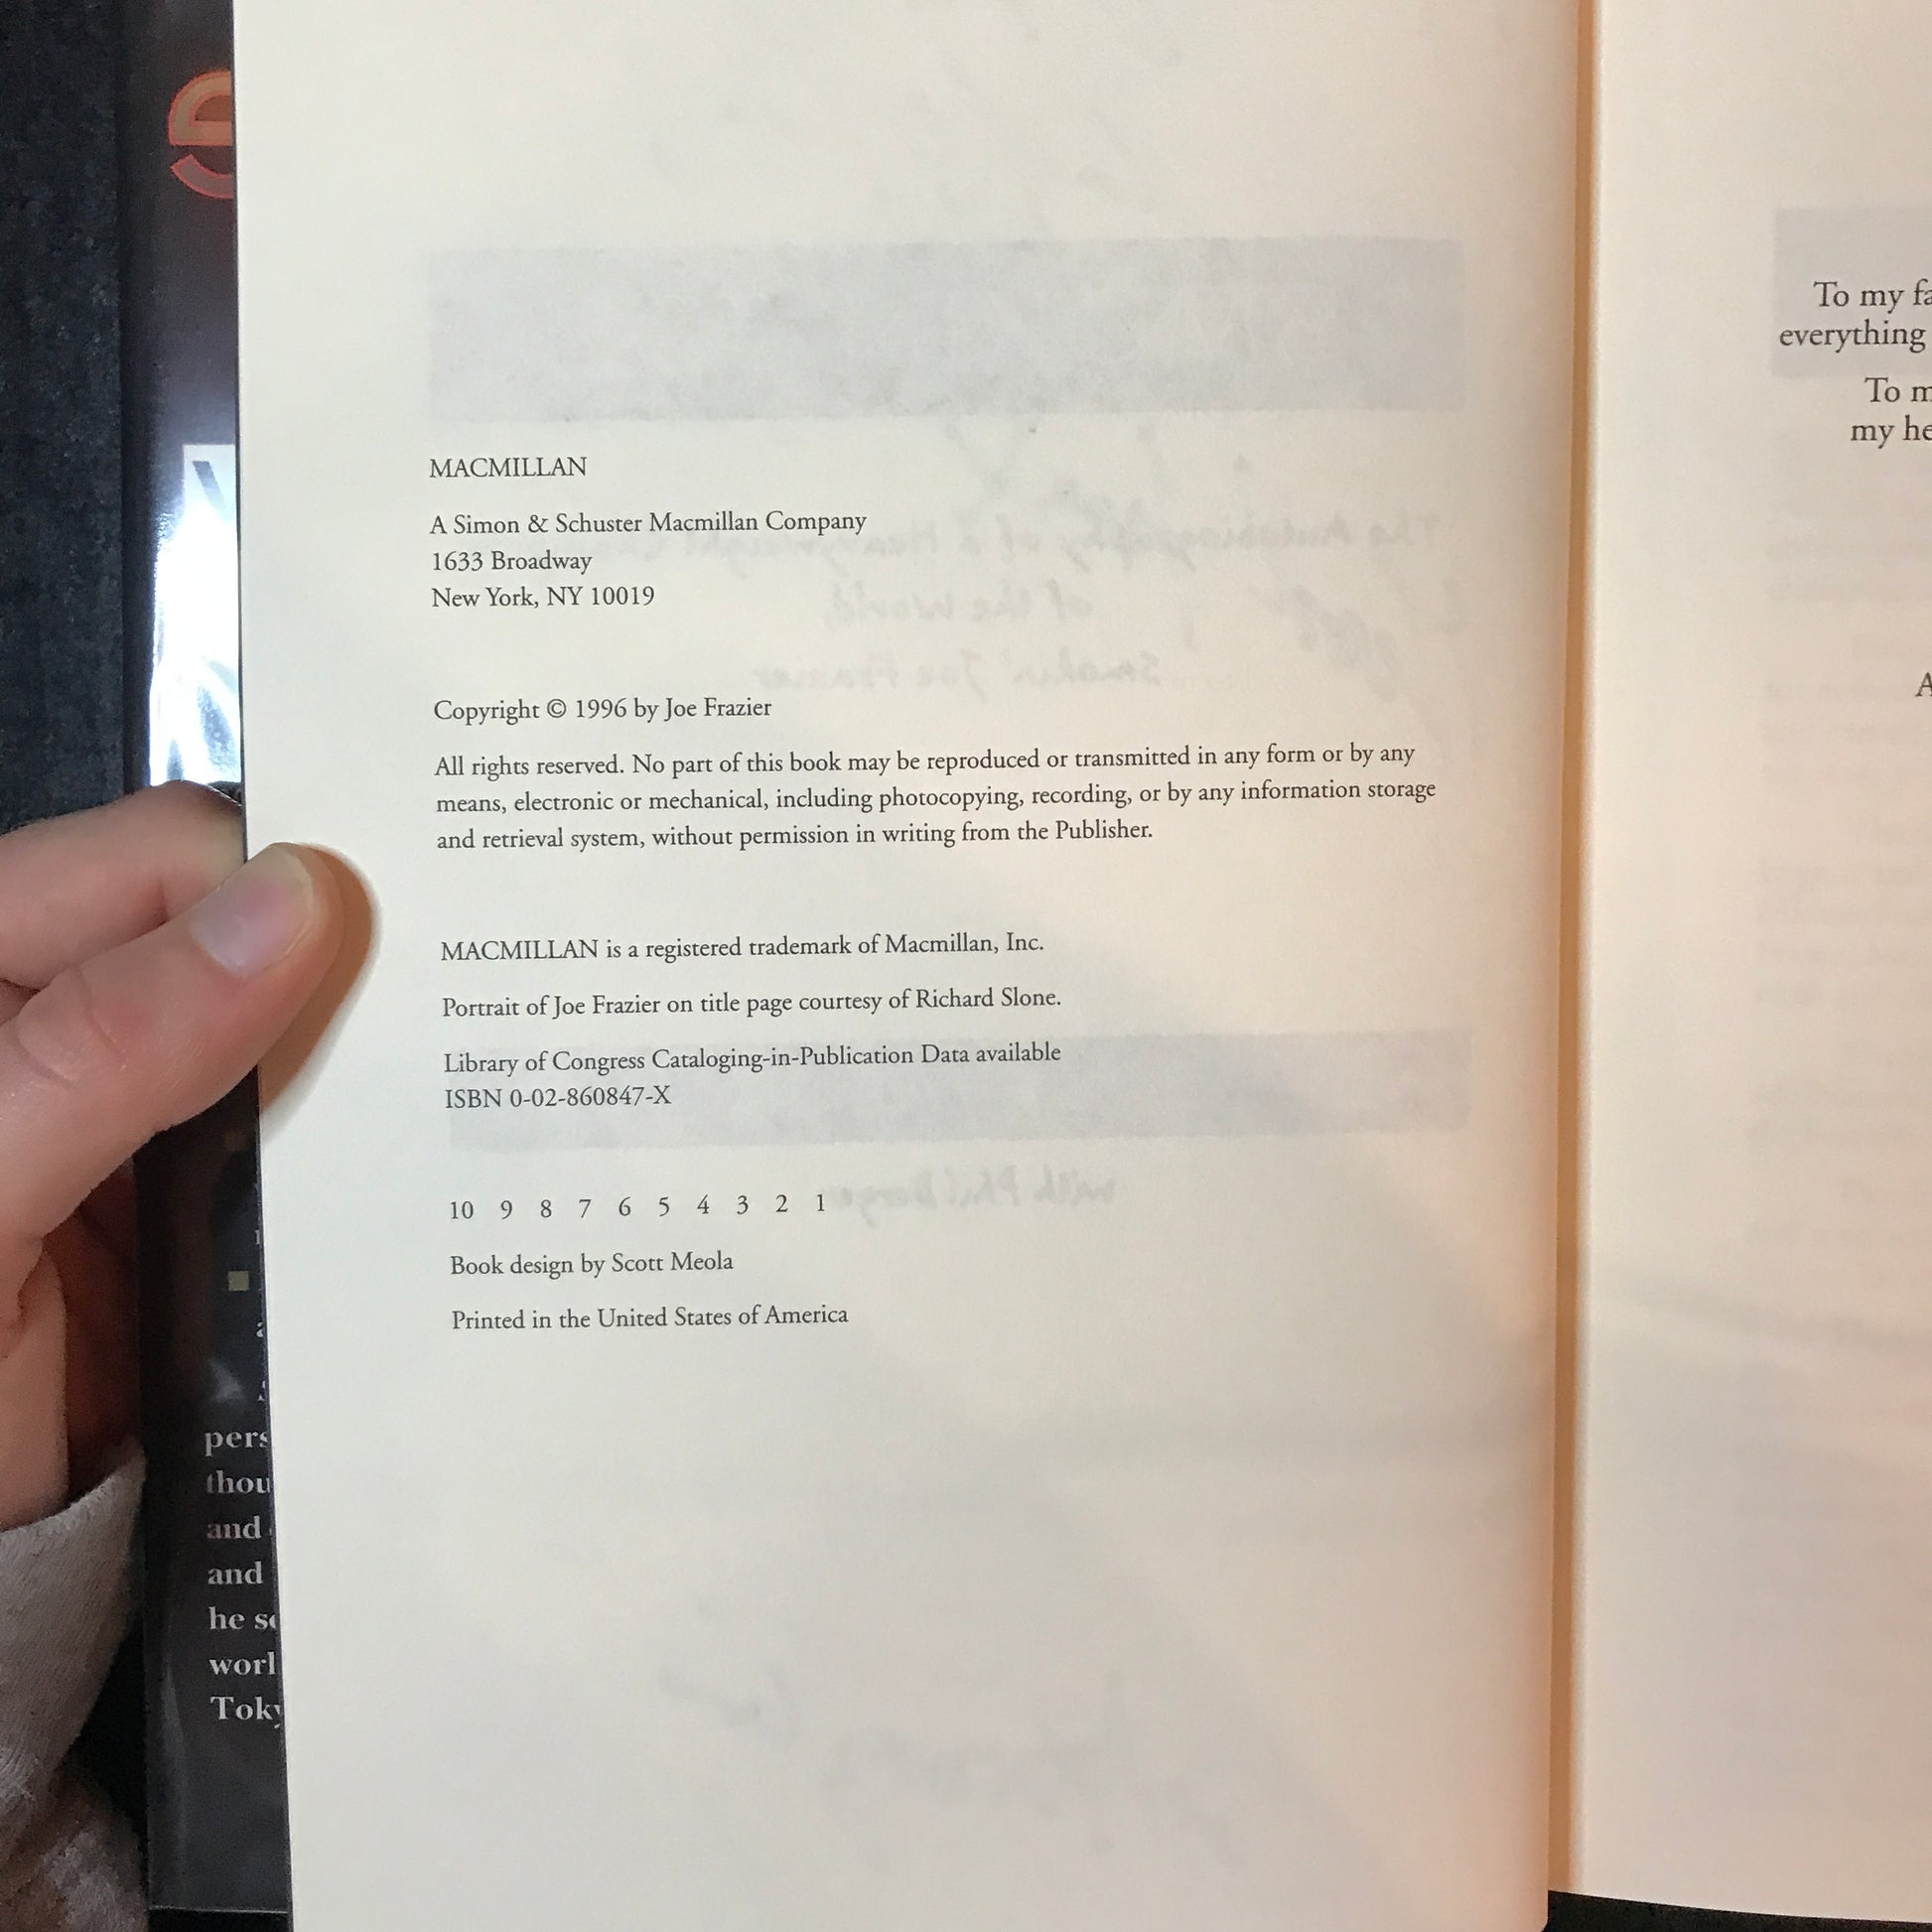 MACMILLAN
A Simon & Schuster Macmillan Company
1633 Broadway
New York, NY 10019
Copyright © 1996 by Joe Frazier
All rights reserved. No part of this book may be reproduced or transmitted in any form or by any
means, electronic or mechanical, including photocopying, recording, or by any information storage
and retrieval system, without permission in writing from the Publisher.
MACMILLAN is a registered trademark of Macmillan, Inc.
Portrait of Joe Frazier on title page courtesy of Richard Slone.
Library of Congress Cataloging-in-Publication Data available
ISBN 0-02-860847-X
10 9 8 7 6 5 4 3 2 1
Book design by Scott Meola
Printed in the United States of America
To my
everything
To
my
and
and
he